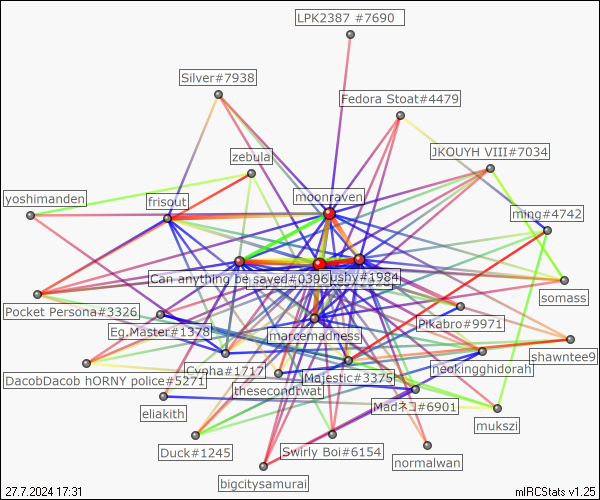 LPK2387 #7690
Silver#7938
Fedora Stoat#4479
JKOUYH VIII#7034
zebula
yoshimanden
frisout
moonraven
ming#4742
Can anything be saved#0396
ushy#1984
somass
Pocket Persona#3326
Eg.Master#1378
Pikabro#9971
marcemadness
shawntee9
Cynha#1717
neokingghidorah
DacobDacob hORNY police#5271
Majestic#3375
thesecondtwat
eliakith
Madネコ#6901
mukszi
Duck#1245
Swirly Boi#6154
normalwan
bigcitysamurai
27.7.2024 17:31
mIRCStats v1.25